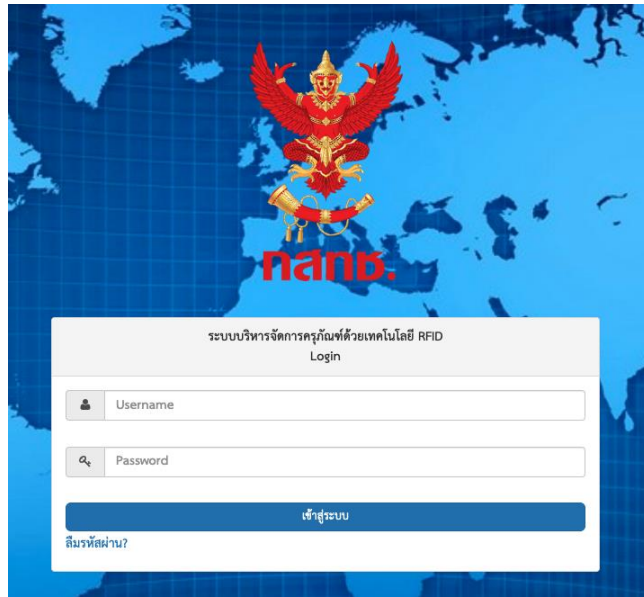 กสทช.
ระบบบริหารจัดการครุภัณฑ์ด้วยเทคโนโลยี RFID
Login
Username
Password
เข้าสู่ระบบ
ลืมรหัสผ่าน?